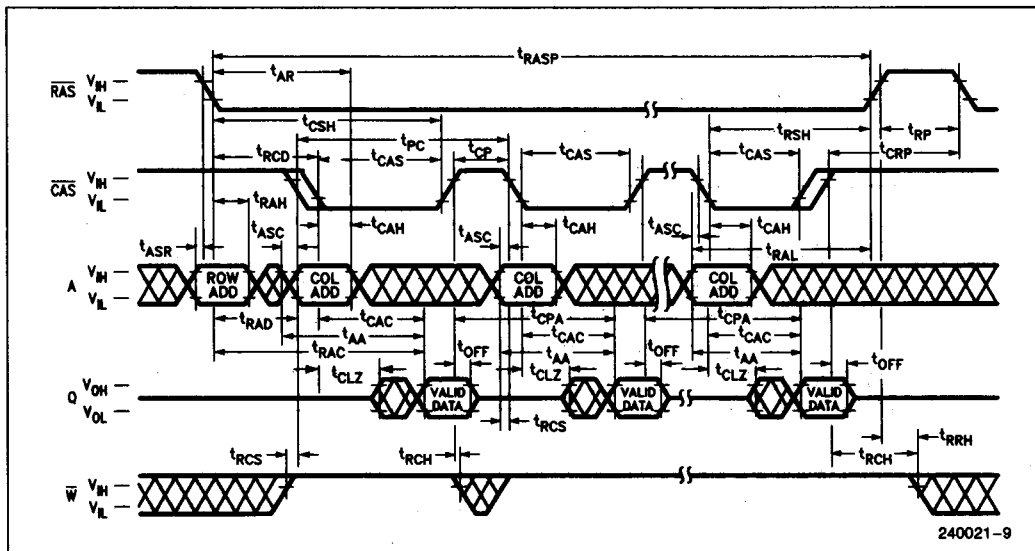 tRASP
tAR
RAS VIH
VIL
tCSH
tPC
tRSH
tRP
tRCD
tCAS
tCP
tCAS
tCAS
tCRP
CAS VIH
VIL
tRAH
tASC
tCAH
tASC
tCAH
tASC
tCAH
tASR
tRAL
A VIH
VIL
ROW ADD
COL ADD
COL ADD
COL ADD
tRAD
tCAC
tCPA
tCPA
tAA
tCAC
tCAC
tRAC
tOFF
tAA
tOFF
tAA
tOFF
tCLZ
tCLZ
tCLZ
Q VOH
VOL
VALID DATA
VALID DATA
VALID DATA
tRCS
tRCS
tRCH
tRCH
tRRH
W VIH
VIL
240021-9